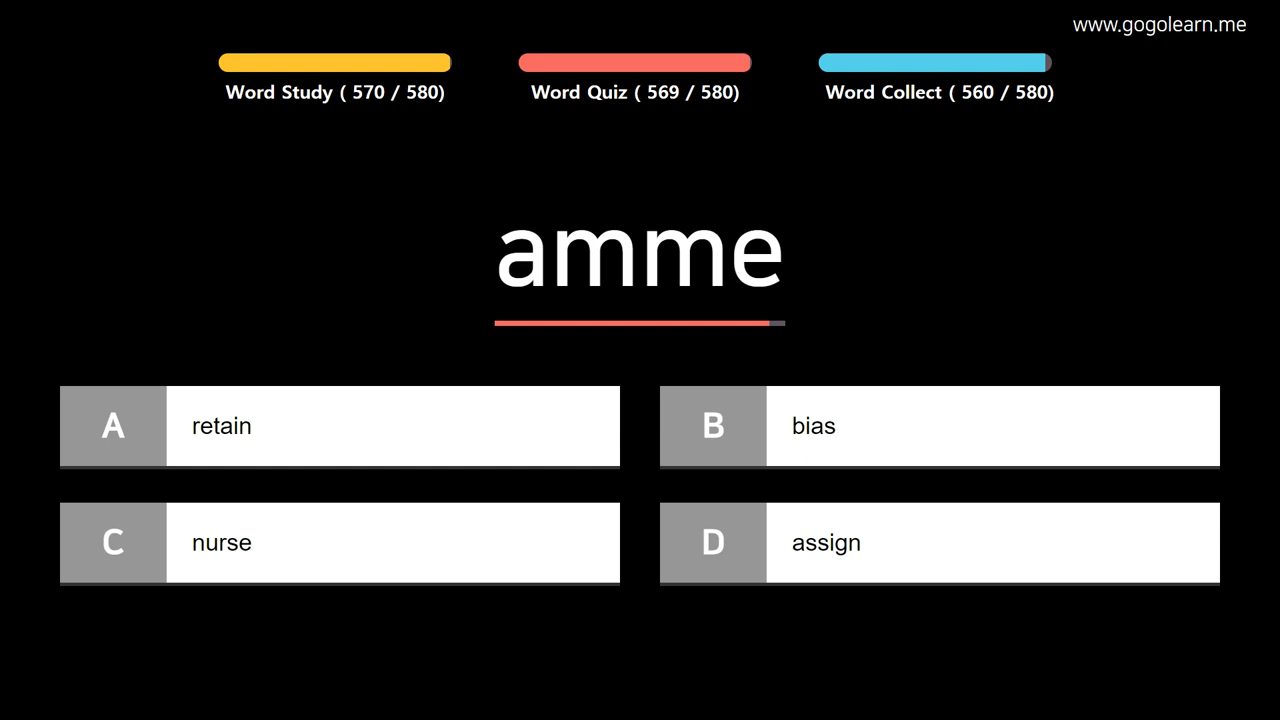 www.gogolearn.me
Word Study ( 570 / 580)
Word Quiz ( 569 / 580)
Word Collect ( 560 / 580)
amme
A retain
B bias
C nurse
D assign